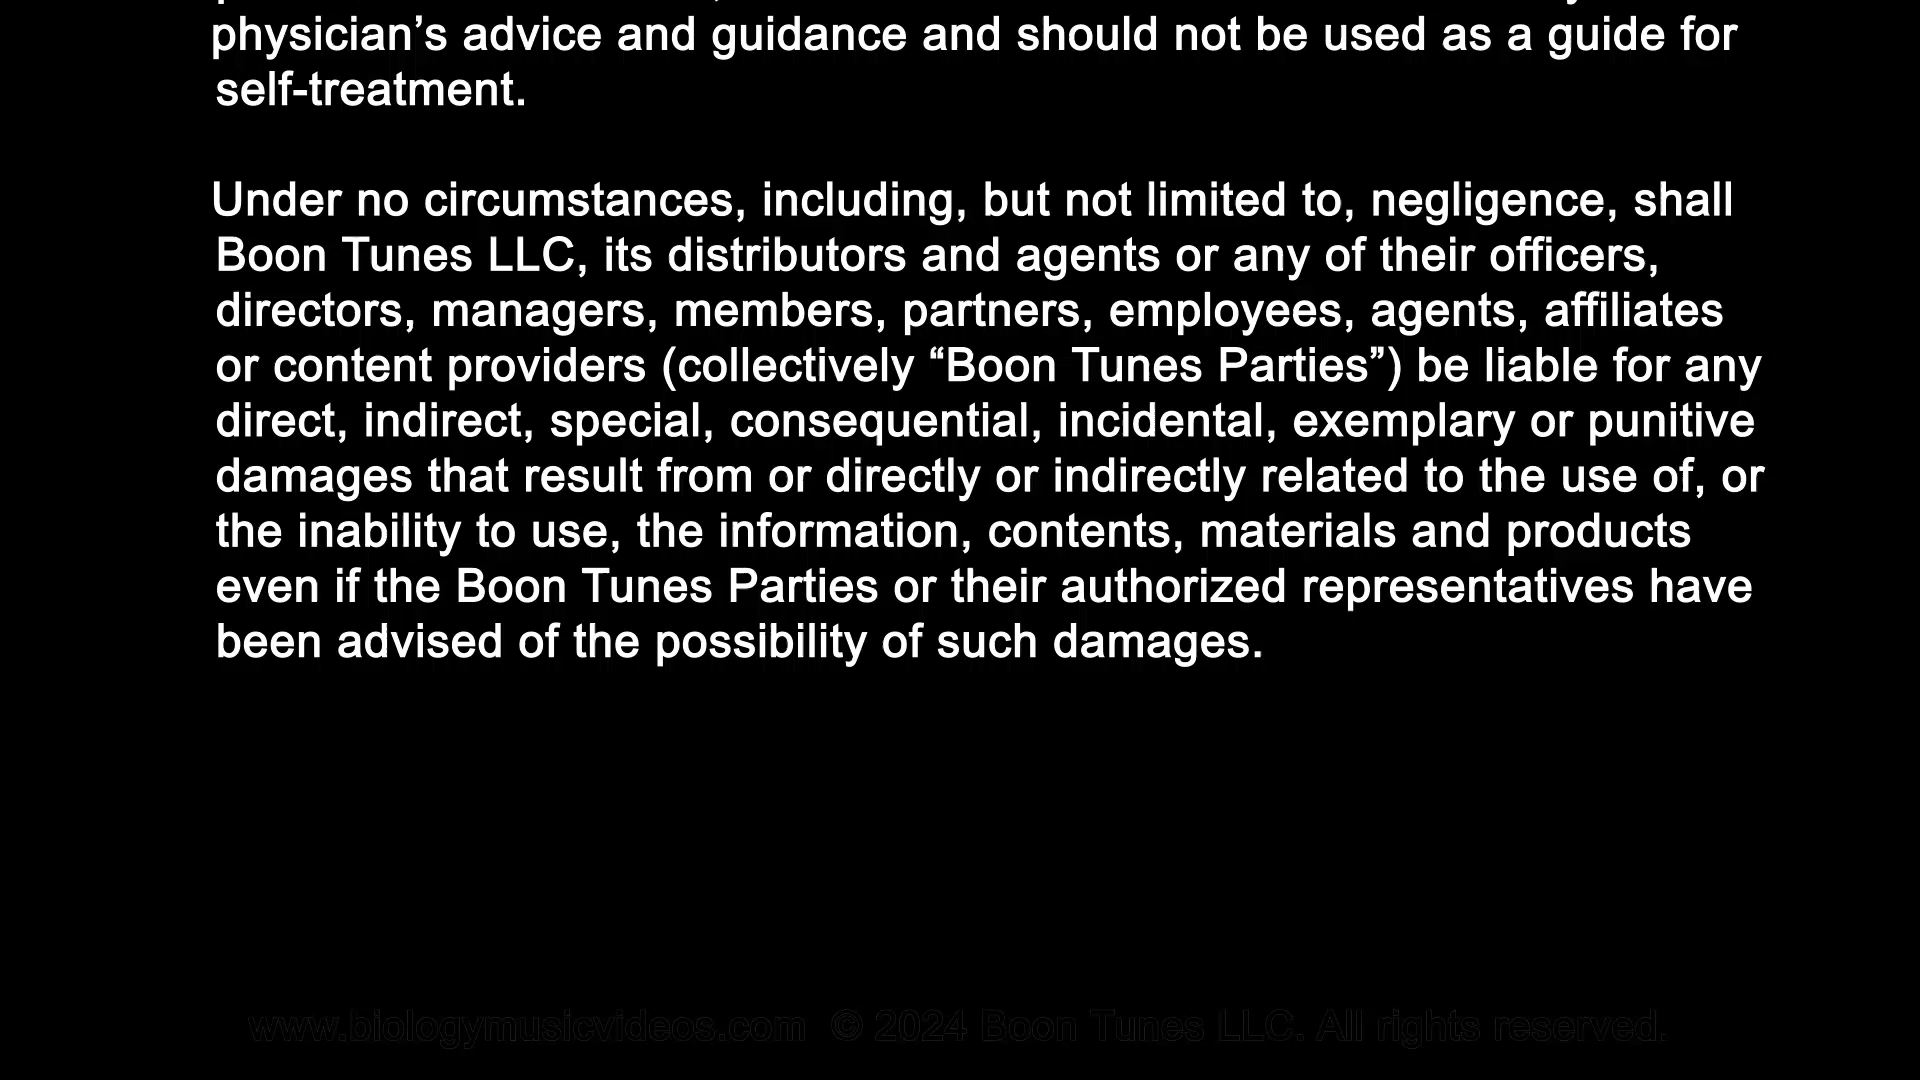 physician’s advice and guidance and should not be used as a guide for
self-treatment.
Under no circumstances, including, but not limited to, negligence, shall
Boon Tunes LLC, its distributors and agents or any of their officers,
directors, managers, members, partners, employees, agents, affiliates
or content providers (collectively “Boon Tunes Parties”) be liable for any
direct, indirect, special, consequential, incidental, exemplary or punitive
damages that result from or directly or indirectly related to the use of, or
the inability to use, the information, contents, materials and products
even if the Boon Tunes Parties or their authorized representatives have
been advised of the possibility of such damages.
www.biologymusicvideos.com © 2024 Boon Tunes LLC. All rights reserved.